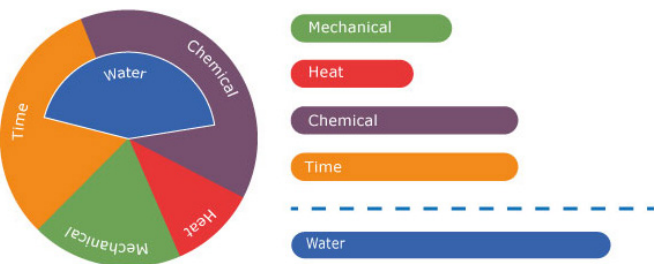 Chemical
Water
Time
Heat
Mechanical
Mechanical
Heat
Chemical
Time
Water